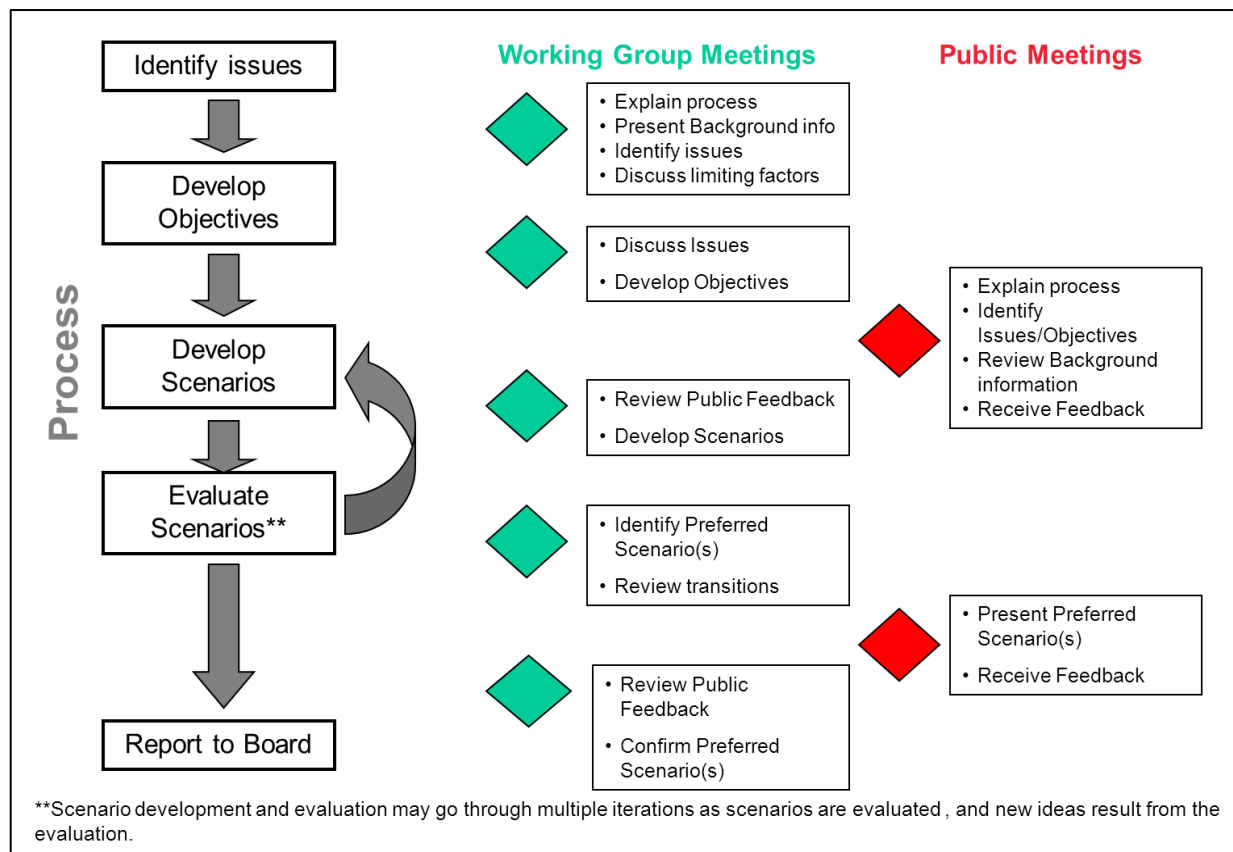 Process
Identify issues
Develop
Objectives
Develop
Scenarios
Evaluate
Scenarios**
Report to Board
Working Group Meetings
• Explain process
• Present Background info
• Identify issues
• Discuss limiting factors
• Discuss Issues
• Develop Objectives
• Review Public Feedback
• Develop Scenarios
• Identify Preferred
Scenario(s)
• Review transitions
• Review Public
Feedback
• Confirm Preferred
Scenario(s)
Public Meetings
• Explain process
• Identify
Issues/Objectives
• Review Background
information
• Receive Feedback
• Present Preferred
Scenario(s)
• Receive Feedback
**Scenario development and evaluation may go through multiple iterations as scenarios are evaluated , and new ideas result from the
evaluation.